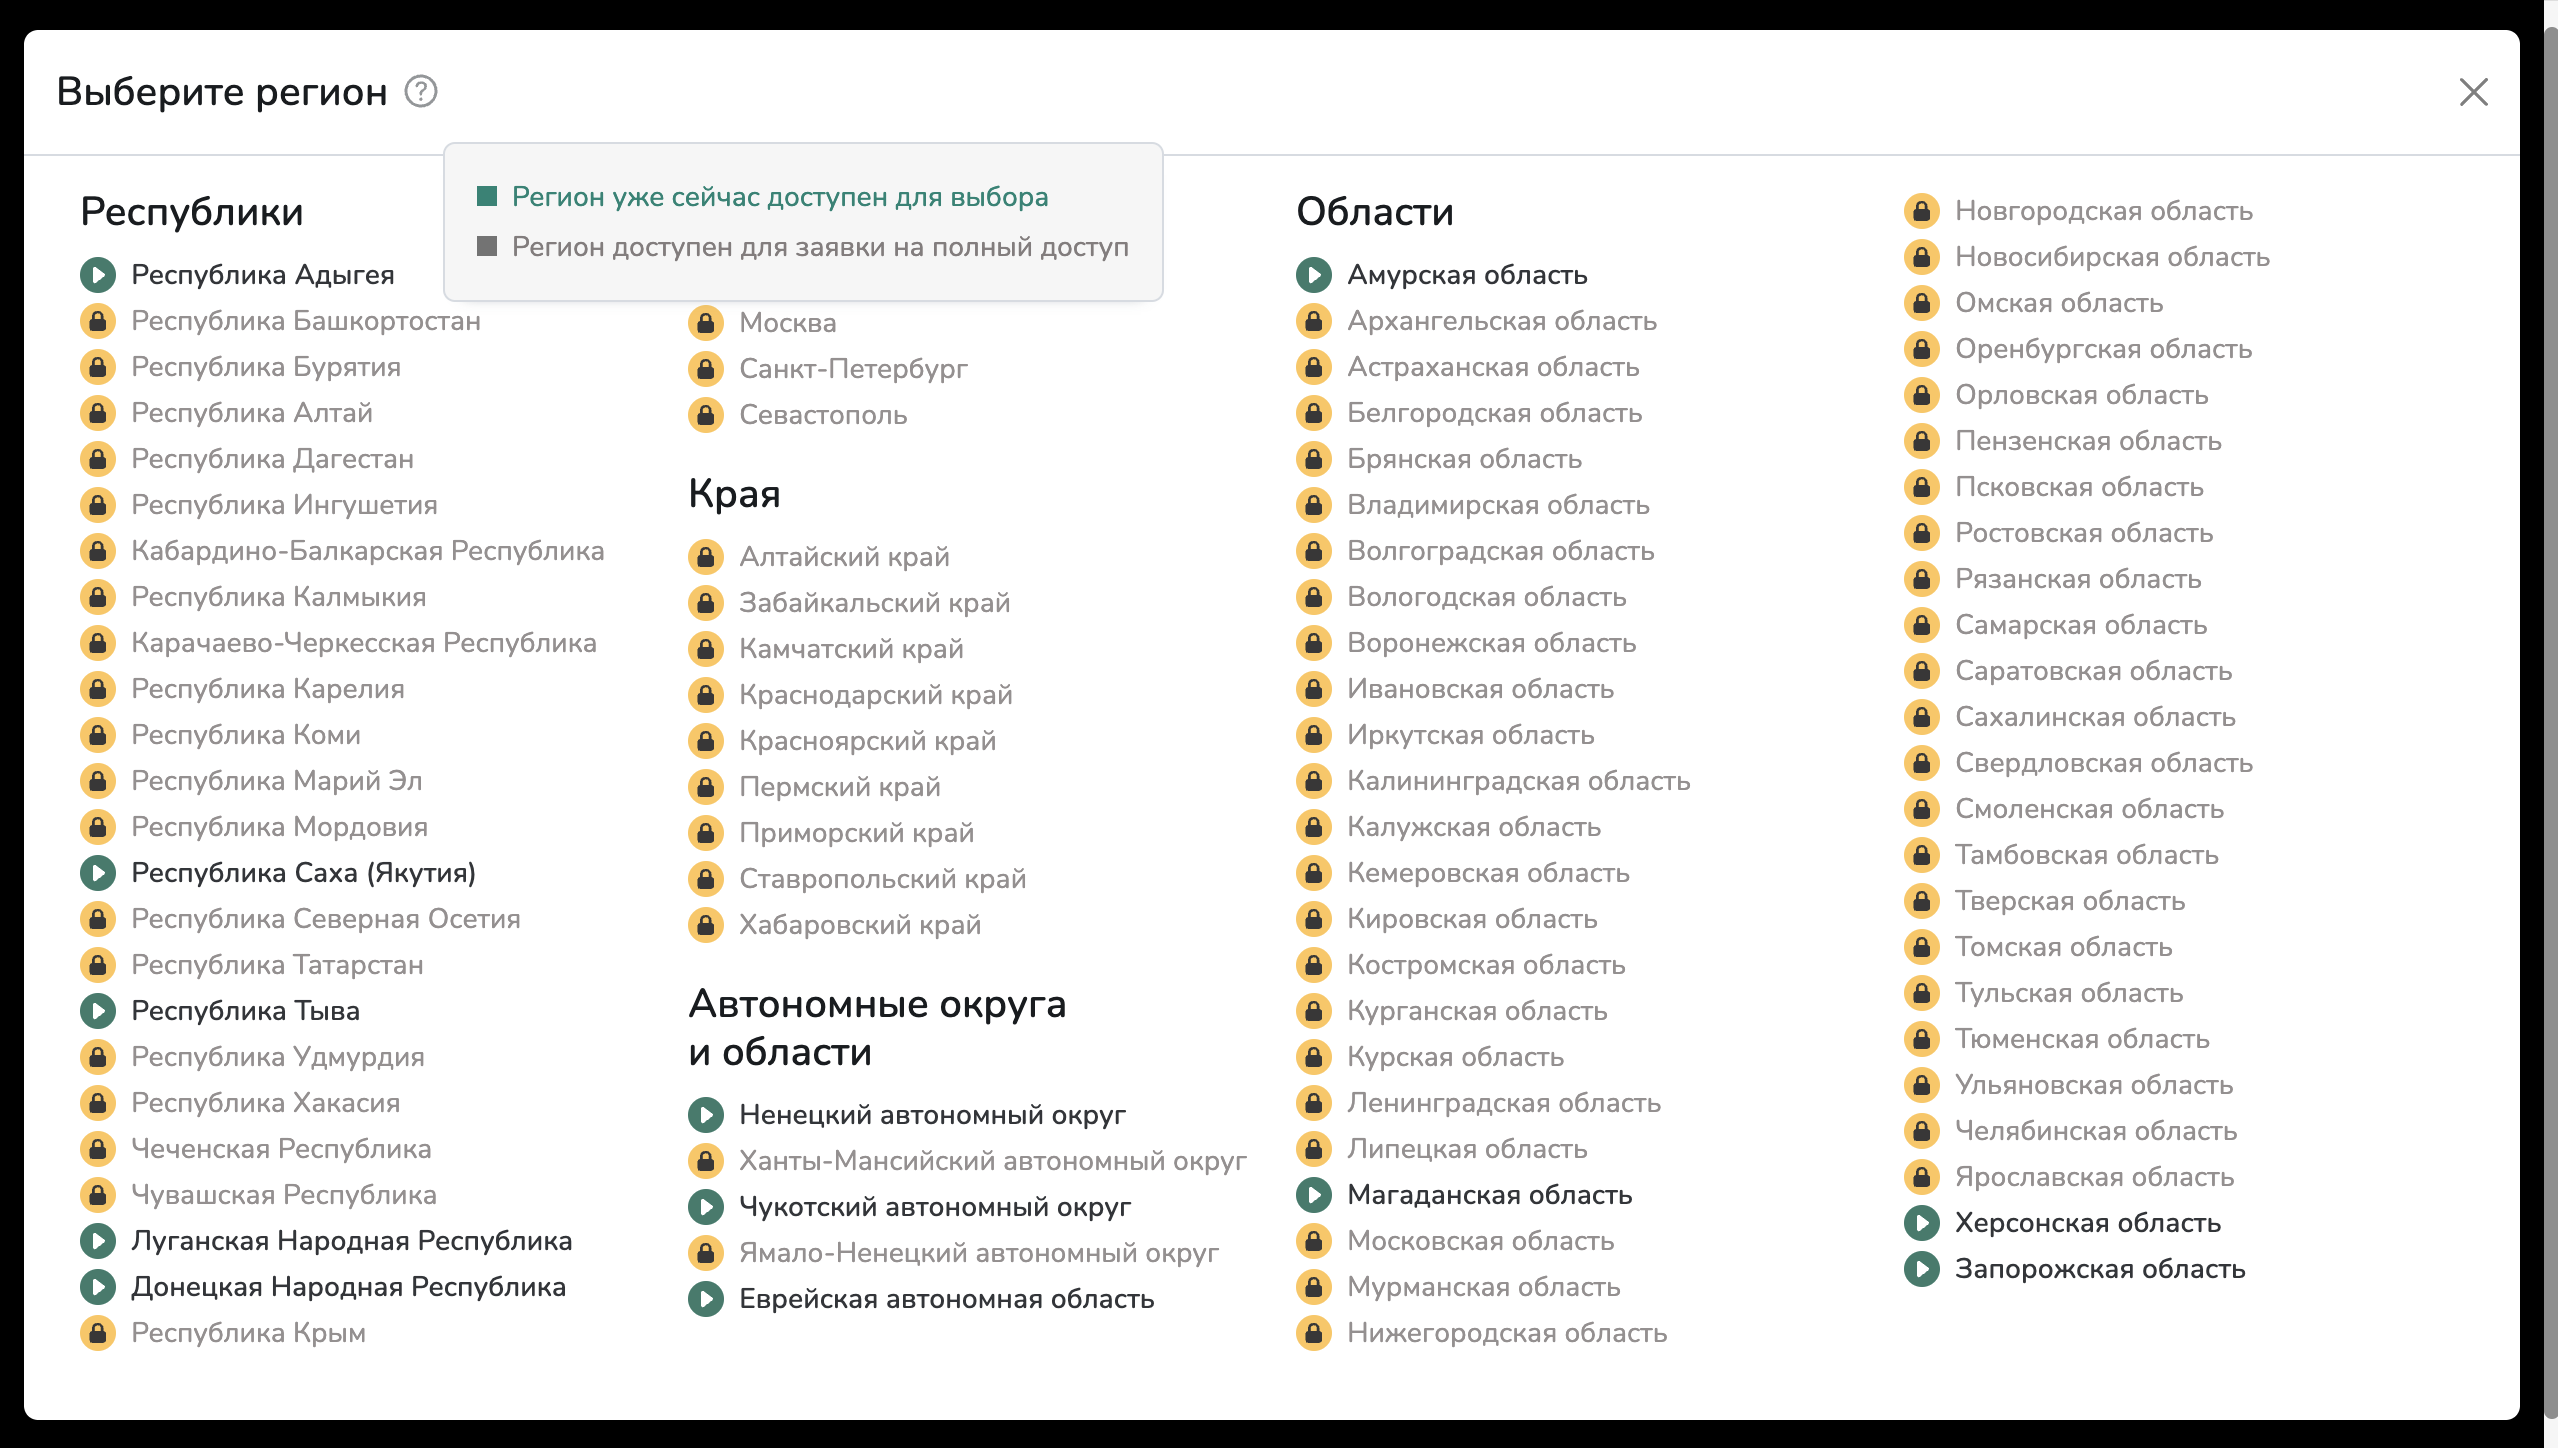 Выберите регион
Регион уже сейчас доступен для выбора
Регион доступен для заявки на полный доступ
Республики
Республика Адыгея
Республика Башкортостан
Республика Бурятия
Республика Алтай
Республика Дагестан
Республика Ингушетия
Кабардино-Балкарская Республика
Республика Калмыкия
Карачаево-Черкесская Республика
Республика Карелия
Республика Коми
Республика Марий Эл
Республика Мордовия
Республика Саха (Якутия)
Республика Северная Осетия
Республика Татарстан
Республика Тыва
Республика Удмурдия
Республика Хакасия
Чеченская Республика
Чувашская Республика
Луганская Народная Республика
Донецкая Народная Республика
Республика Крым
Москва
Санкт-Петербург
Севастополь
Края
Алтайский край
Забайкальский край
Камчатский край
Краснодарский край
Красноярский край
Пермский край
Приморский край
Ставропольский край
Хабаровский край
Автономные округа
и области
Ненецкий автономный округ
Ханты-Мансийский автономный округ
Чукотский автономный округ
Ямало-Ненецкий автономный округ
Еврейская автономная область
Области
Амурская область
Архангельская область
Астраханская область
Белгородская область
Брянская область
Владимирская область
Волгоградская область
Вологодская область
Воронежская область
Ивановская область
Иркутская область
Калининградская область
Калужская область
Кемеровская область
Кировская область
Костромская область
Курганская область
Курская область
Ленинградская область
Липецкая область
Магаданская область
Московская область
Мурманская область
Нижегородская область
Новгородская область
Новосибирская область
Омская область
Оренбургская область
Орловская область
Пензенская область
Псковская область
Ростовская область
Рязанская область
Самарская область
Саратовская область
Сахалинская область
Свердловская область
Смоленская область
Тамбовская область
Тверская область
Томская область
Тульская область
Тюменская область
Ульяновская область
Челябинская область
Ярославская область
Херсонская область
Запорожская область